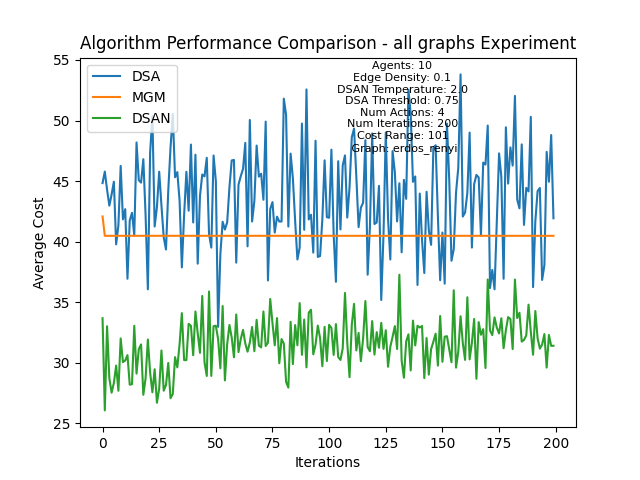 Algorithm Performance Comparison - all graphs Experiment
DSA
MGM
DSAN
Agents: 10
Edge Density: 0.1
DSAN Temperature: 2.0
DSA Threshold: 0.75
Num Actions: 4
Num Iterations: 200
Cost Range: 101
Graph: erdos_renyi
Average Cost
55
50
45
40
35
30
25
0
25
50
75
100
125
150
175
200
Iterations